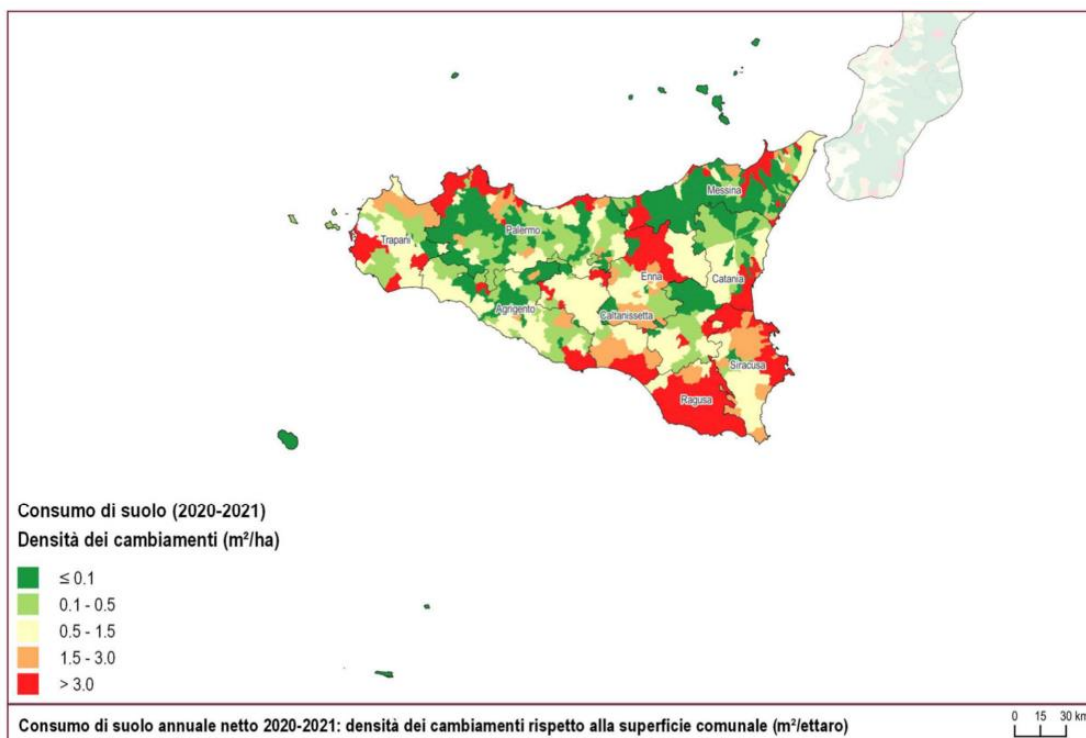 Messina
Palermo
Trapani
Enna
Catania
Agrigento
Caltanissetta
Siracusa
Ragusa
Consumo di suolo (2020-2021)
Densità dei cambiamenti (m²/ha)
≤ 0.1
0.1 - 0.5
0.5 - 1.5
1.5 - 3.0
> 3.0
Consumo di suolo annuale netto 2020-2021: densità dei cambiamenti rispetto alla superficie comunale (m²/ettaro)
0 15 30 km